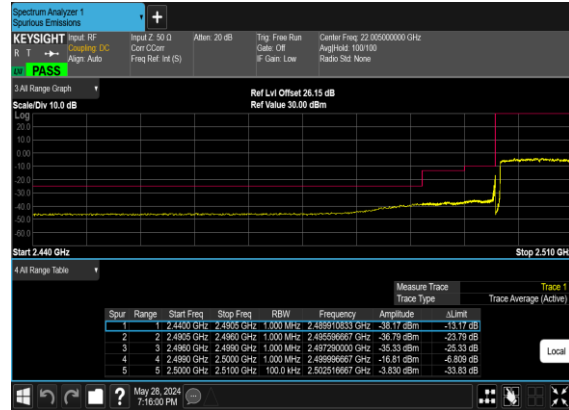 Spectrum Analyzer 1
Spurious Emissions
+
KEYSIGHT Input: RF Input Z: 50 Ω Atten: 20 dB Trig: Free Run Center Freq: 22.005000000 GHz
R T Coupling: DC Corr CCorr Gate: Off Avg|Hold: 100/100
Align: Auto Freq Ref: Int (S) IF Gain: Low Radio Std: None
LM PASS
3 All Range Graph
Ref Lvl Offset 26.15 dB
Scale/Div 10.0 dB Ref Value 30.00 dBm
Log
20.0
10.0
0.00
-10.0
-20.0
-30.0
-40.0
-50.0
-60.0
Start 2.440 GHz Stop 2.510 GH
4 All Range Table
Measure Trace Trace 1
Trace Type Trace Average (Active)
Spur Range Start Freq Stop Freq RBW Frequency Amplitude ΔLimit
1 1 2.4400 GHz 2.4905 GHz 1.000 MHz 2.489910833 GHz -38.17 dBm -13.17 dB
2 2 2.4905 GHz 2.4960 GHz 1.000 MHz 2.495596667 GHz -36.79 dBm -23.79 dB
3 3 2.4960 GHz 2.4990 GHz 1.000 MHz 2.497290000 GHz -35.33 dBm -25.33 dB
4 4 2.4990 GHz 2.5000 GHz 1.000 MHz 2.499996667 GHz -16.81 dBm -6.809 dB
5 5 2.5000 GHz 2.5100 GHz 100.0 kHz 2.502516667 GHz -3.830 dBm -33.83 dB
Local
? May 28, 2024
7:16:00 PM